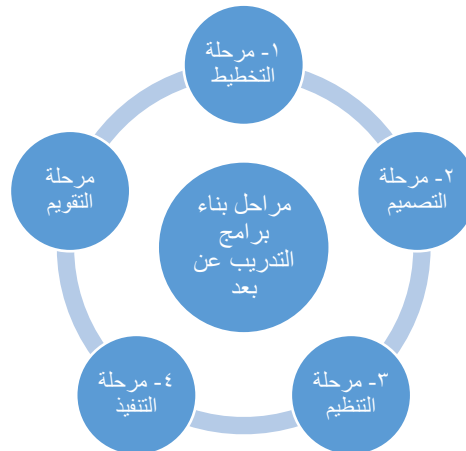 ١- مرحلة
التخطيط
٢- مرحلة
التصميم
٣- مرحلة
التنظيم
٤- مرحلة
التنفيذ
مرحلة
التقويم
مراحل بناء
برامج
التدريب عن
بعد